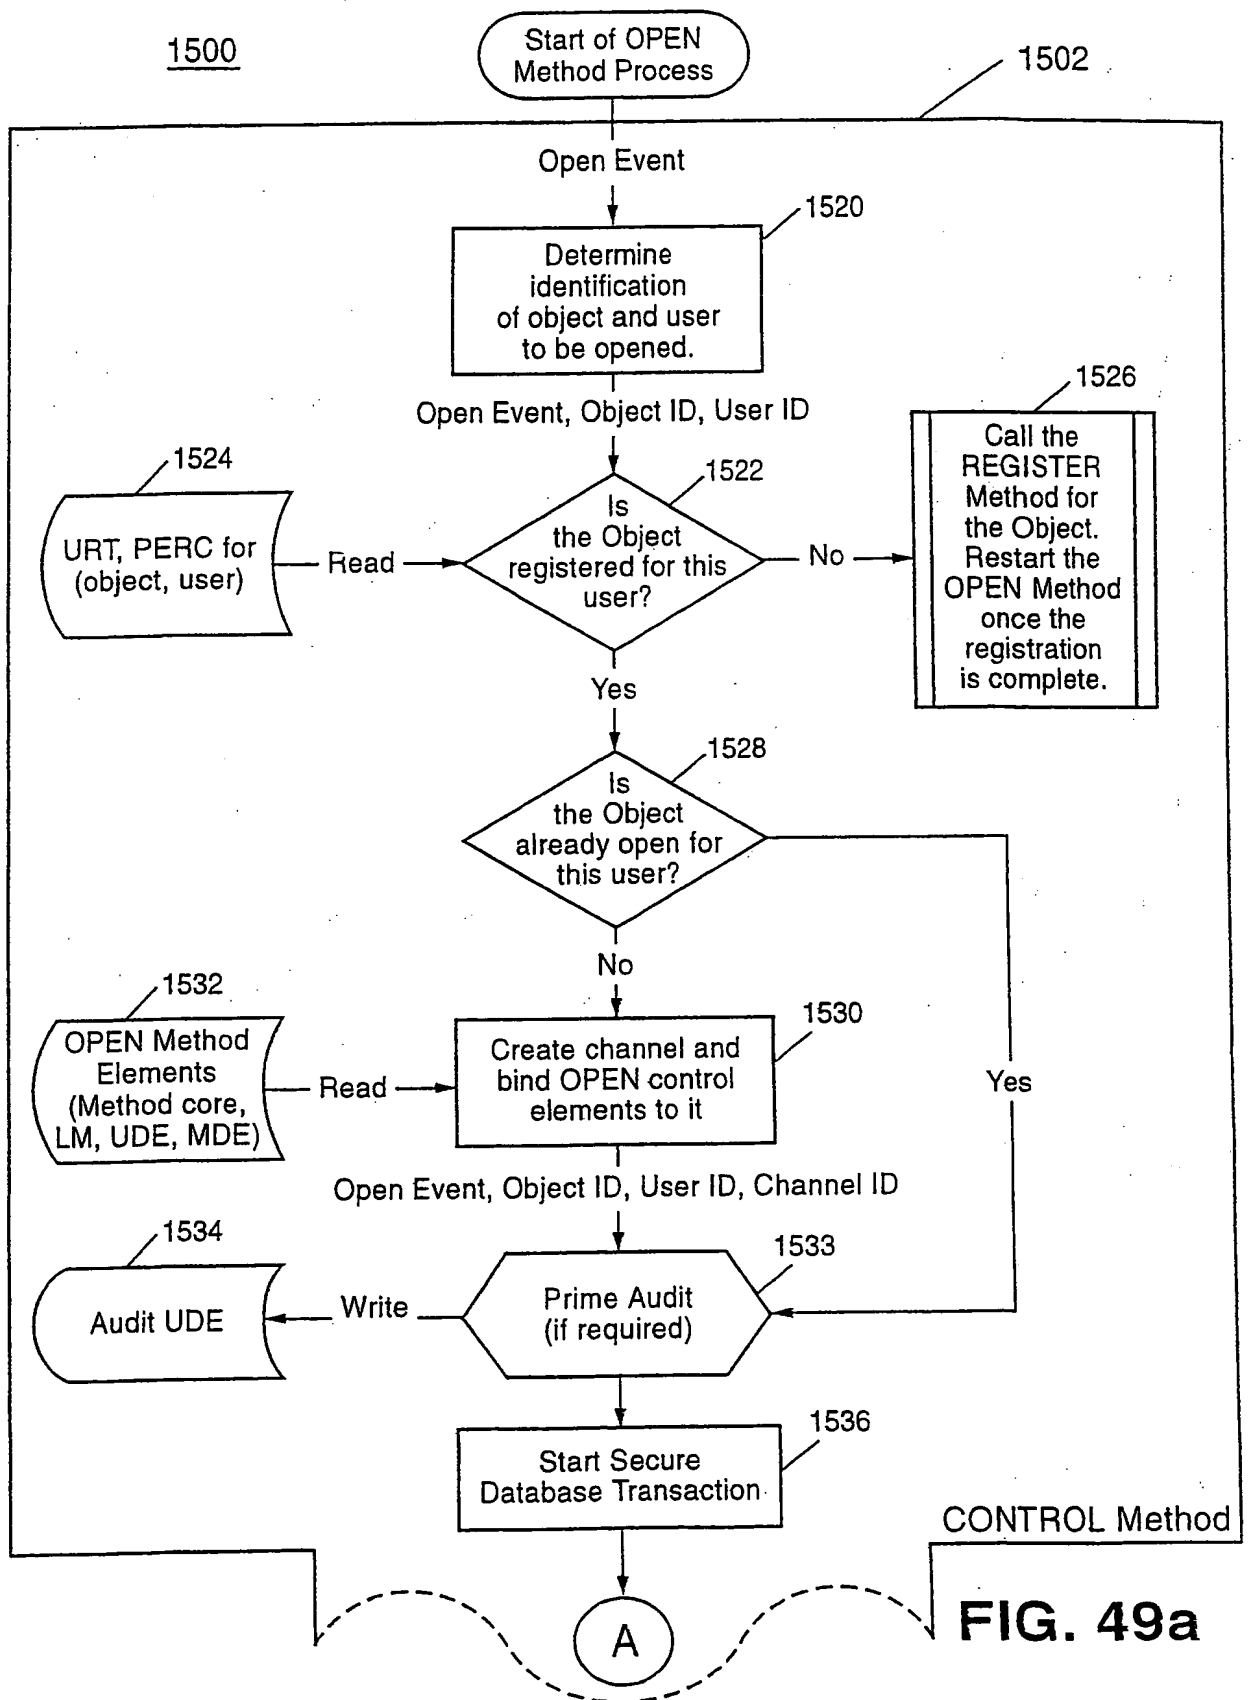 1500
Start of OPEN
Method Process
1502
Open Event
1520
Determine
identification
of object and user
to be opened.
Open Event, Object ID, User ID
1526
Call the
REGISTER
Method for
the Object.
Restart the
OPEN Method
once the
registration
is complete.
1524
URT, PERC for
(object, user)
Read
1522
Is
the Object
registered for this
user?
No
Yes
1528
Is
the Object
already open for
this user?
No
Yes
1532
OPEN Method
Elements
(Method core,
LM, UDE, MDE)
Read
1530
Create channel and
bind OPEN control
elements to it
Open Event, Object ID, User ID, Channel ID
1534
Audit UDE
Write
1533
Prime Audit
(if required)
1536
Start Secure
Database Transaction
CONTROL Method
A
FIG. 49a